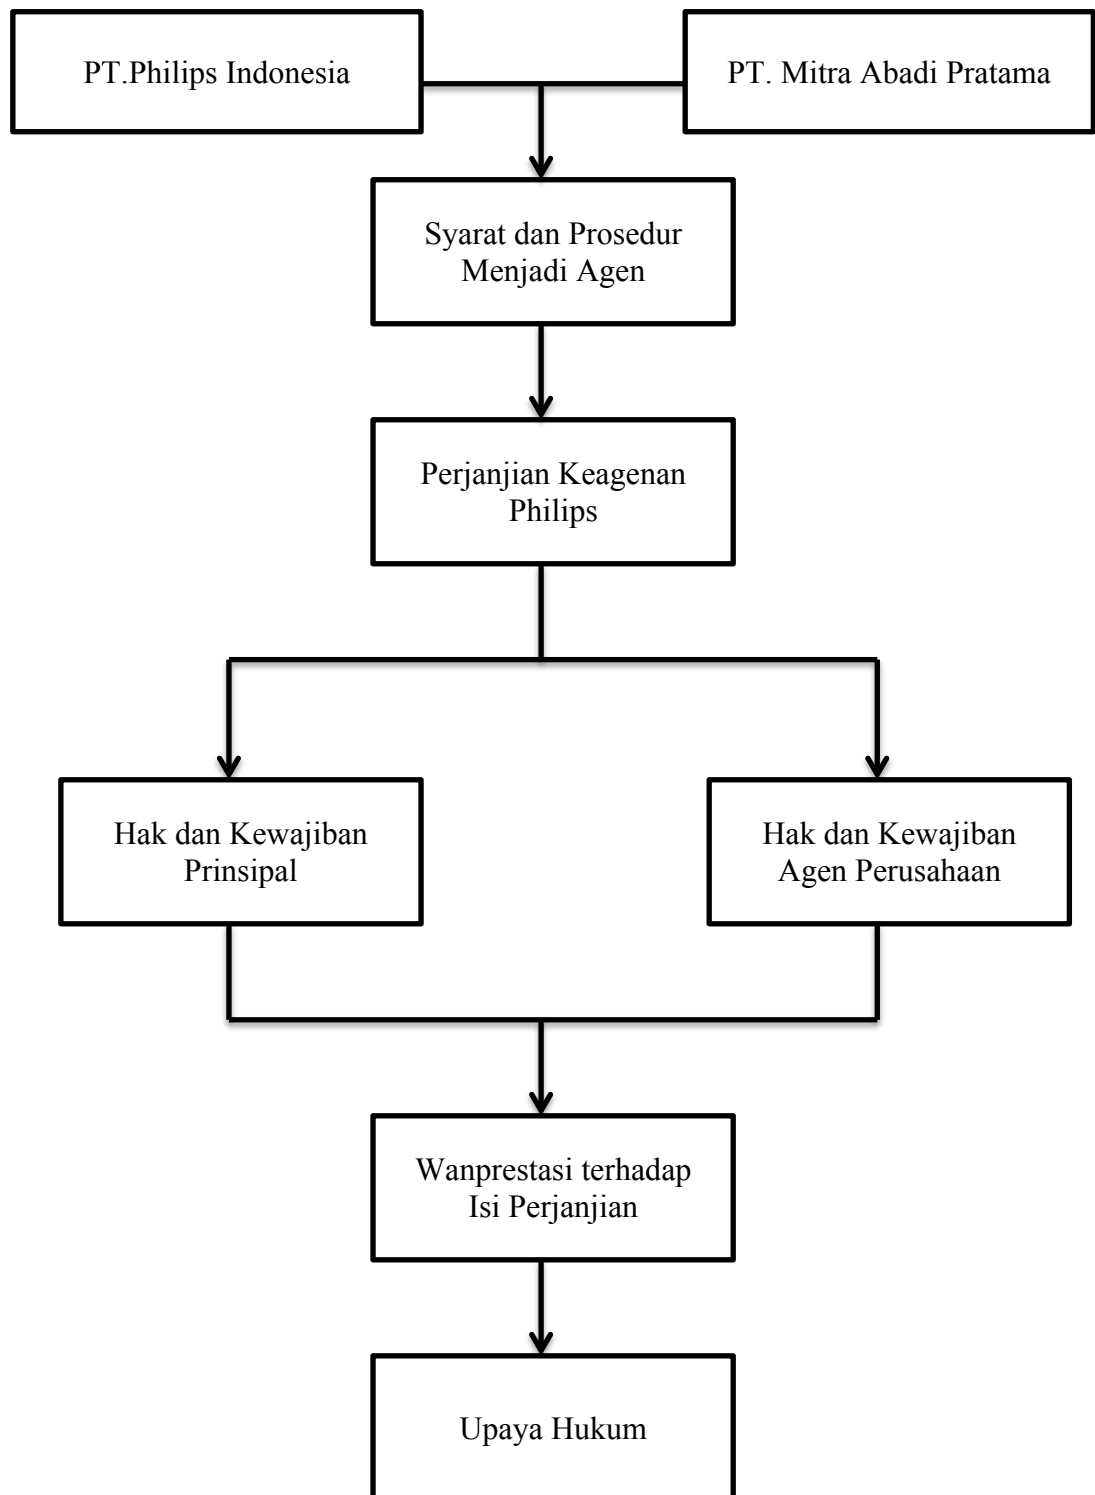 PT.Philips Indonesia
PT. Mitra Abadi Pratama
Syarat dan Prosedur
Menjadi Agen
Perjanjian Keagenan
Philips
Hak dan Kewajiban
Prinsipal
Hak dan Kewajiban
Agen Perusahaan
Wanprestasi terhadap
Isi Perjanjian
Upaya Hukum